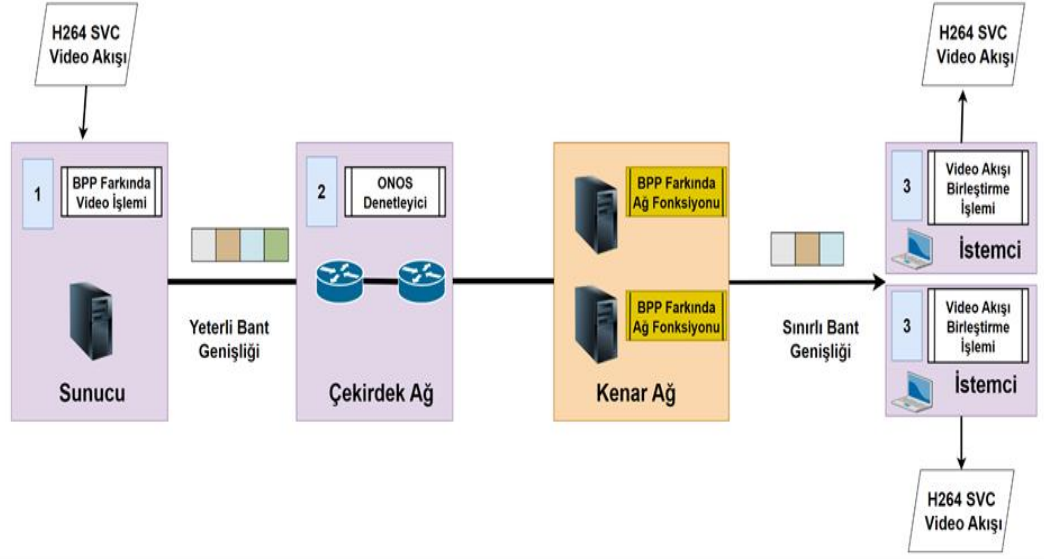 H264 SVC
Video Akışı
1
BPP Farkında
Video İşlemi
Sunucu
Yeterli Bant
Genişliği
2
ONOS
Denetleyici
Çekirdek Ağ
BPP Farkında
Ağ Fonksiyonu
BPP Farkında
Ağ Fonksiyonu
Kenar Ağ
Sınırlı Bant
Genişliği
H264 SVC
Video Akışı
3
Video Akışı
Birleştirme
İşlemi
İstemci
3
Video Akışı
Birleştirme
İşlemi
İstemci
H264 SVC
Video Akışı